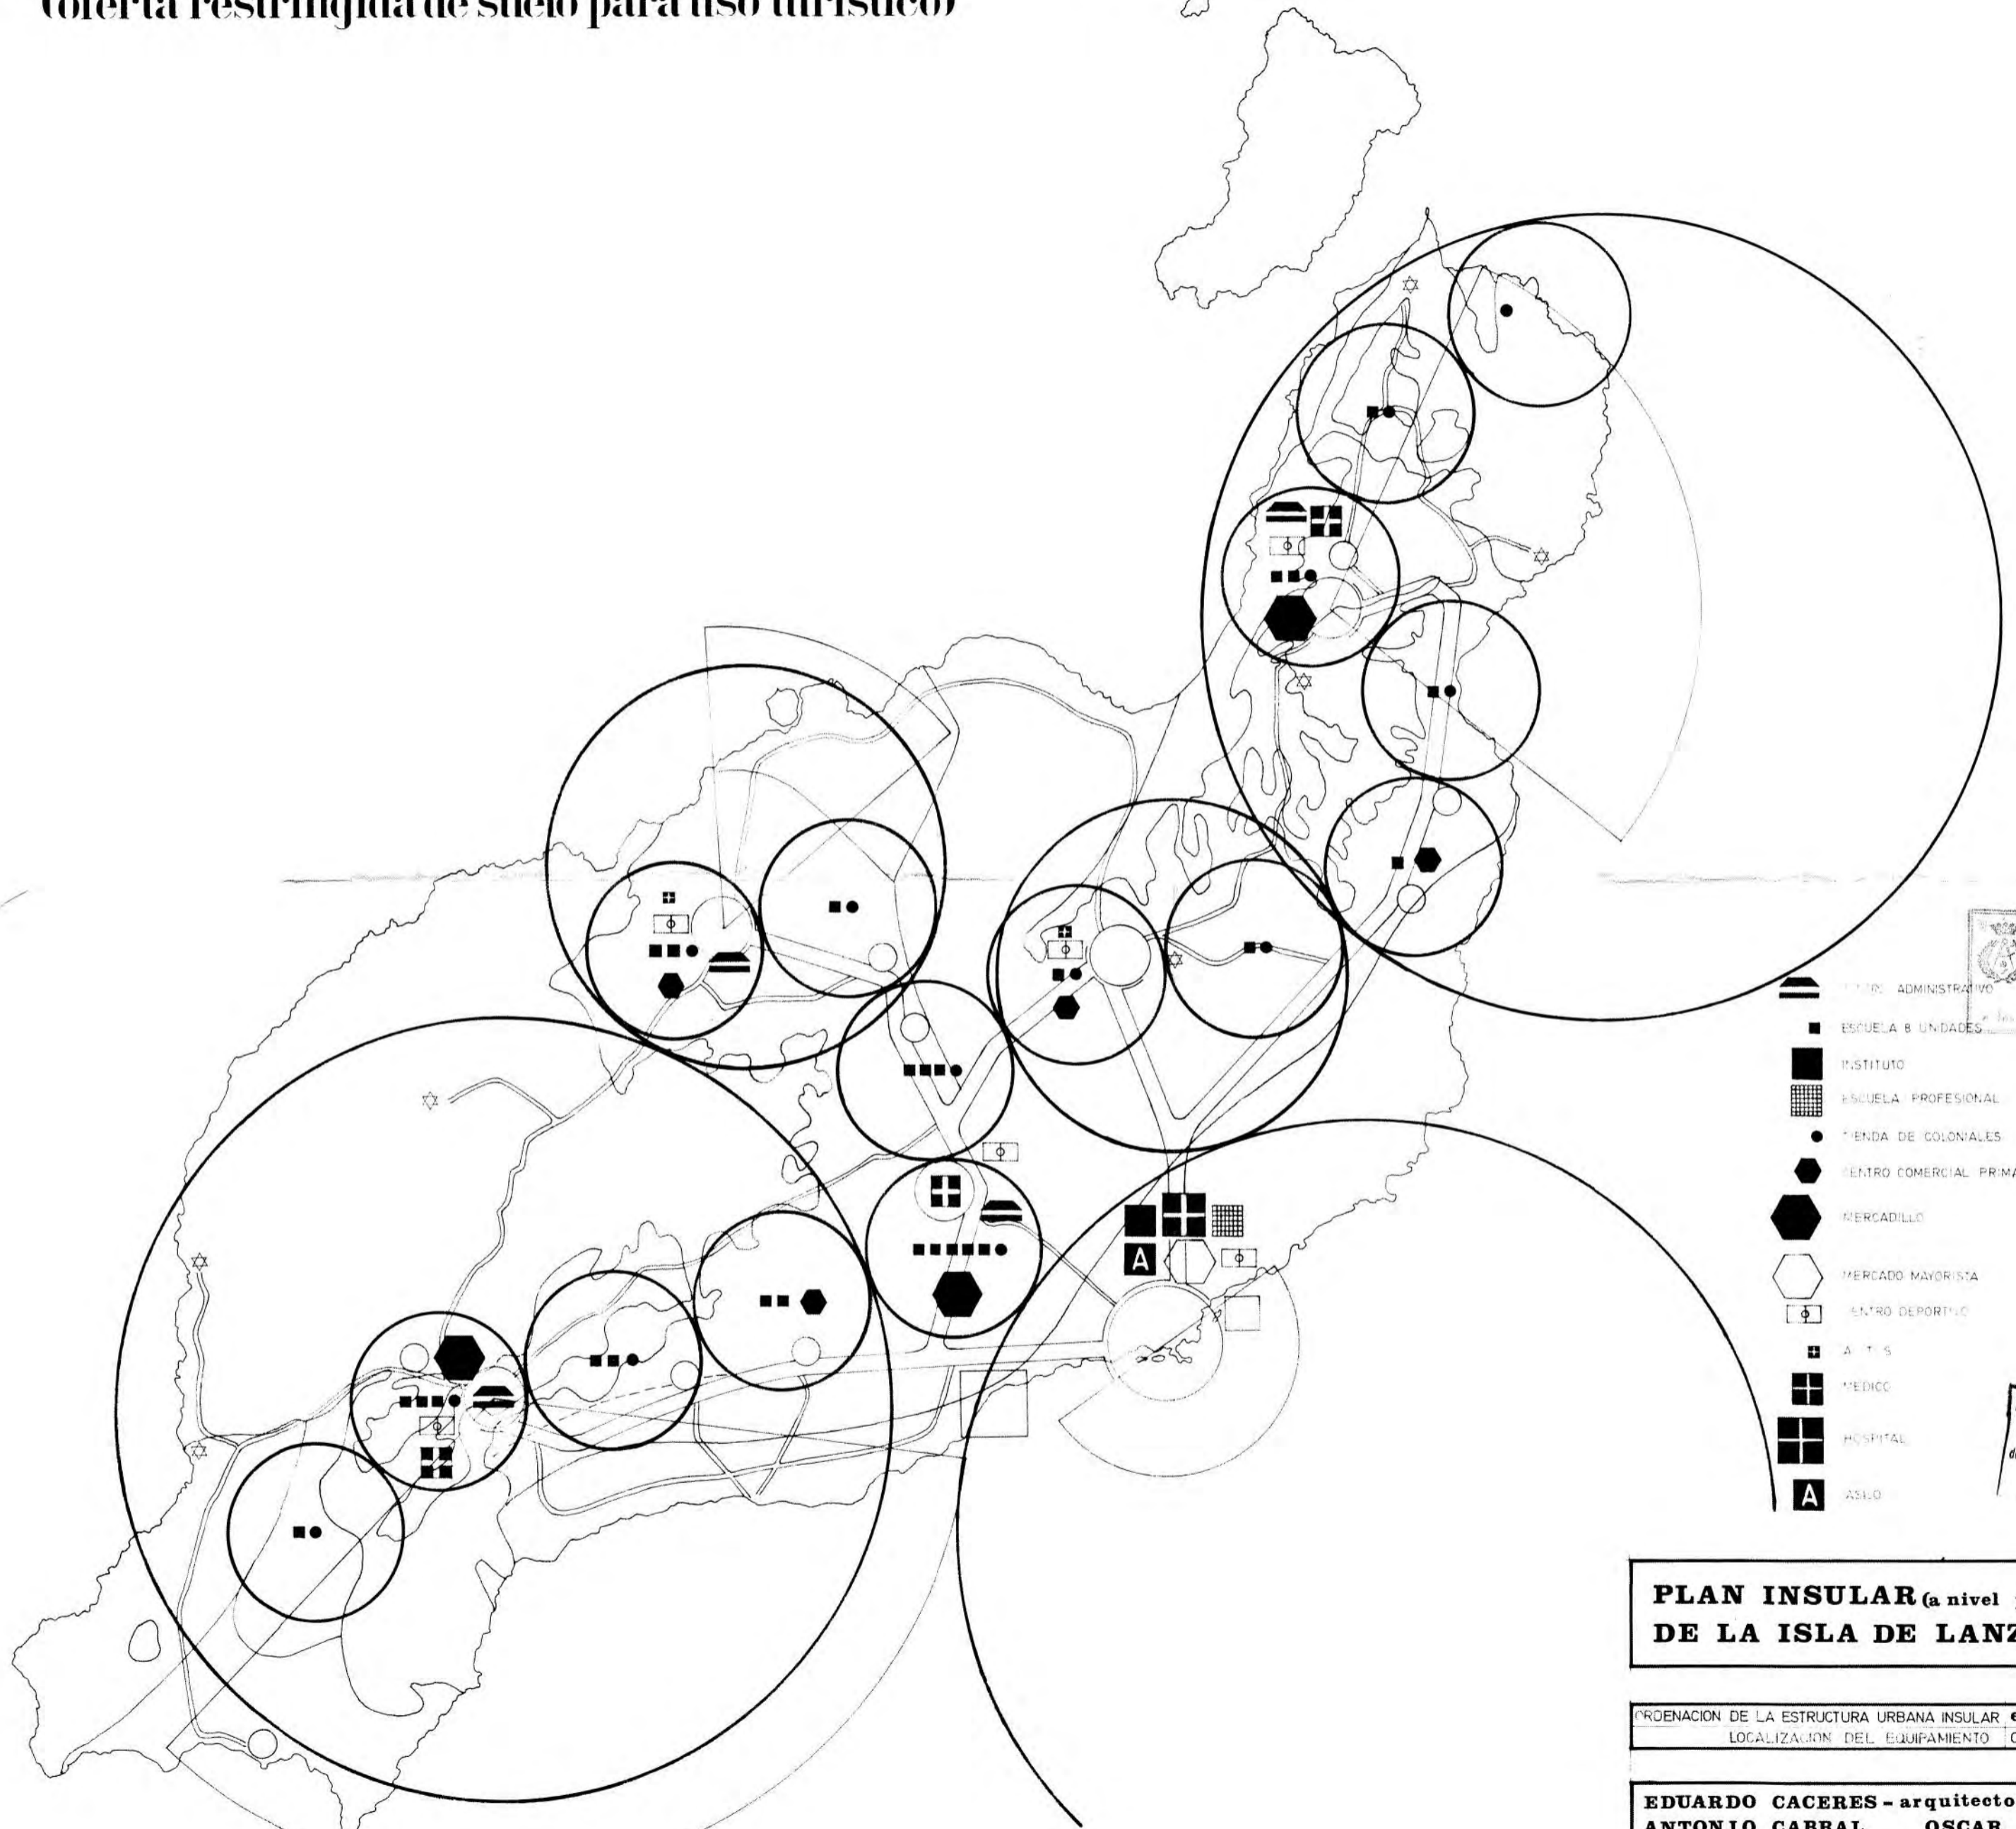 (oferta restringida de suelo para uso turístico)
ADMINISTRATIVO
ESCUELA 8 UNIDADES
INSTITUTO
ESCUELA PROFESIONAL
TIENDA DE COLONIALES
CENTRO COMERCIAL PRIMA
MERCADILLO
MERCADO MAYORISTA
CENTRO DEPORTIVO
MEDICO
HOSPITAL
A ASILO
A
PLAN INSULAR (a nivel
DE LA ISLA DE LANZ
ORDENACION DE LA ESTRUCTURA URBANA INSULAR
LOCALIZACION DEL EQUIPAMIENTO
EDUARDO CACERES - arquitecto
ANTONIO CABRAL OSCAR